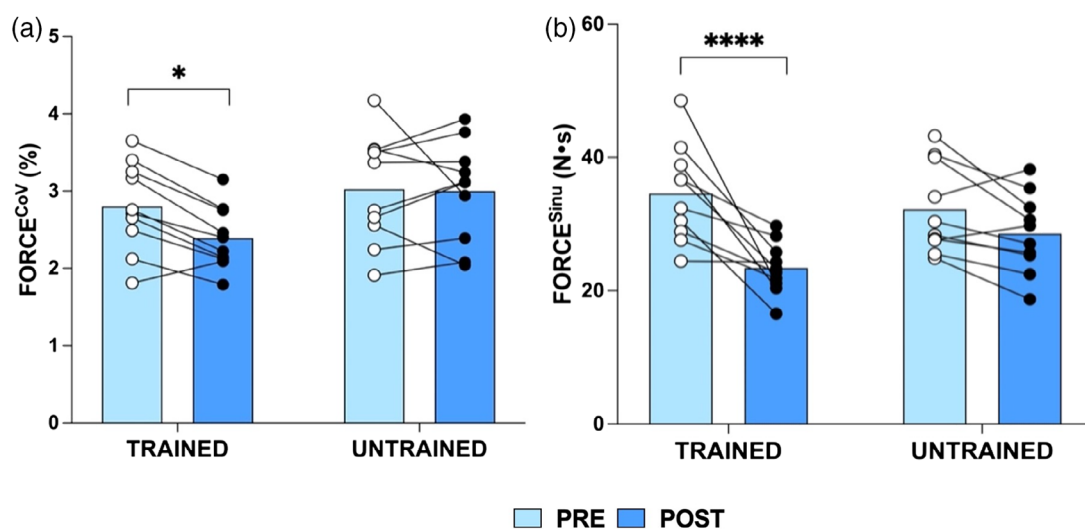 (a)
FORCE^CoV (%)
5
4
3
2
1
0
*
TRAINED
UNTRAINED
(b)
FORCE^Sinu (N•s)
60
40
20
0
****
TRAINED
UNTRAINED
PRE
POST